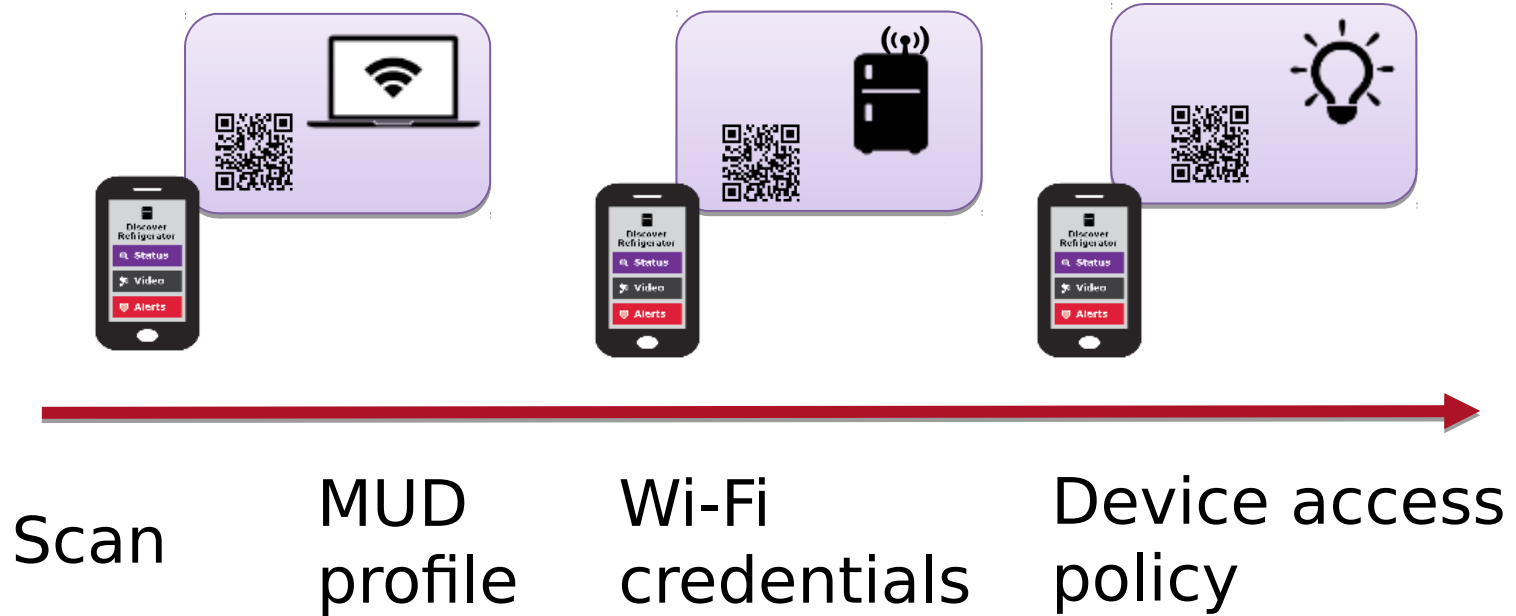 Discover
Refrigerator
Status
Video
Alerts
Discover
Refrigerator
Status
Video
Alerts
Discover
Refrigerator
Status
Video
Alerts
Scan
MUD
profile
Wi-Fi
credentials
Device access
policy